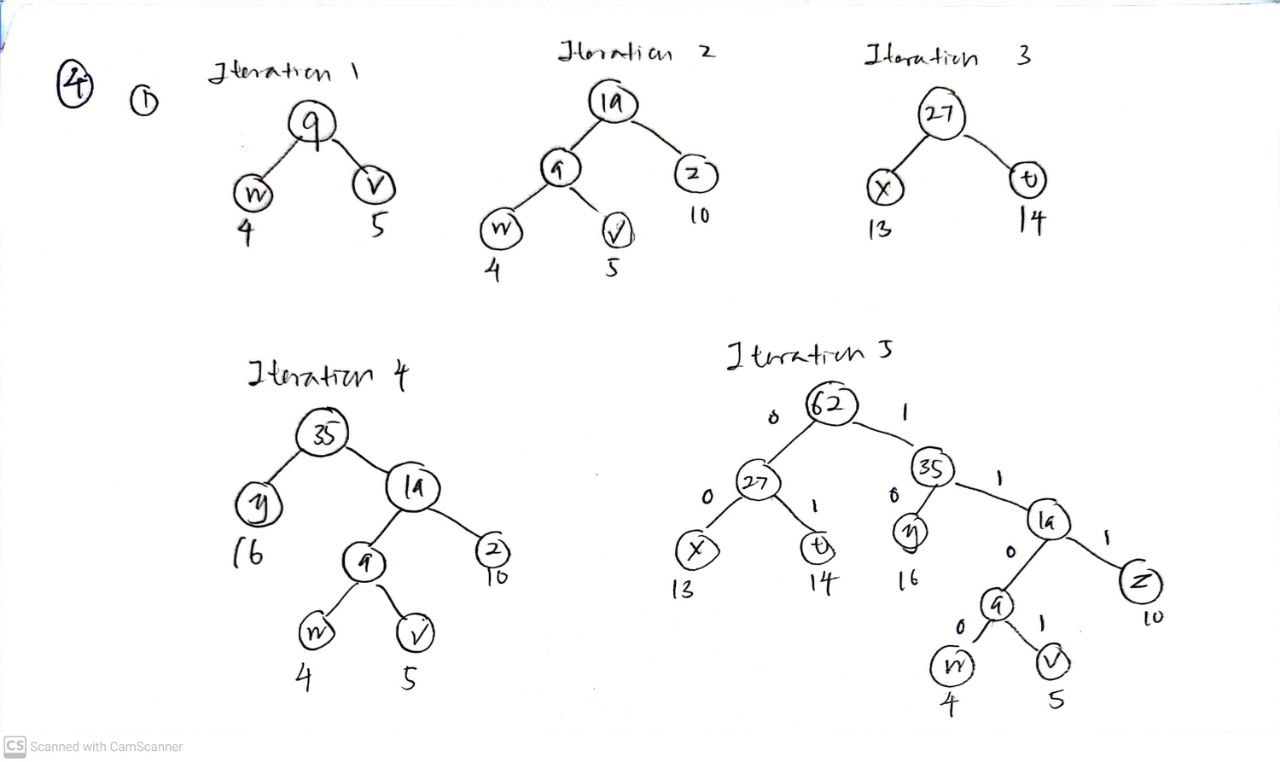 ④ ① Iteration 1
9
w v
4 5
Iteration 2
19
9 z
w v 10
4 5
Iteration 3
27
x t
13 14
Iteration 4
35
y 19
16 9 z
10
w v
4 5
Iteration 5
0 62 1
27 35 1
0 1 0 19
x t y 0 1
13 14 16 9 z
0 1 10
w v
4 5
CS Scanned with CamScanner